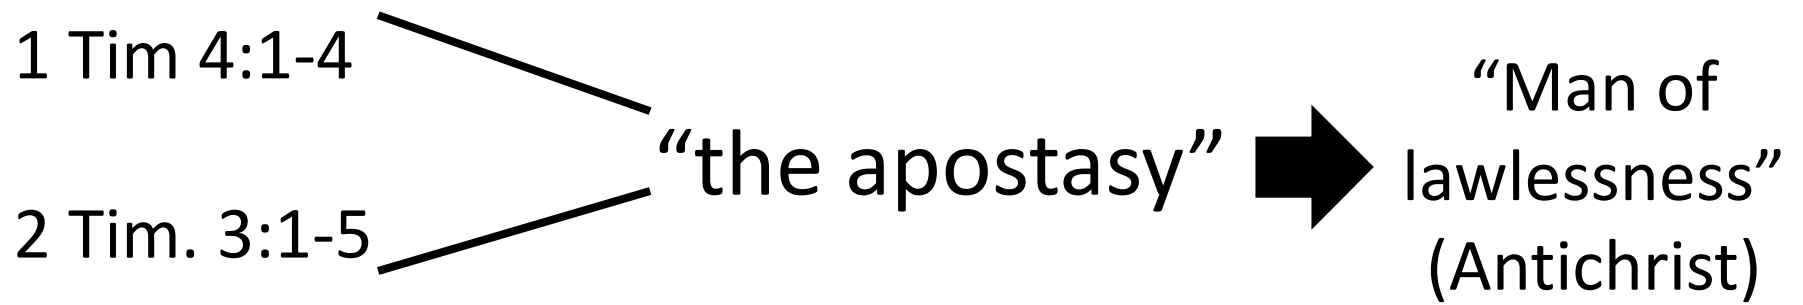 1 Tim 4:1-4
2 Tim. 3:1-5
“the apostasy”
“Man of
lawlessness”
(Antichrist)